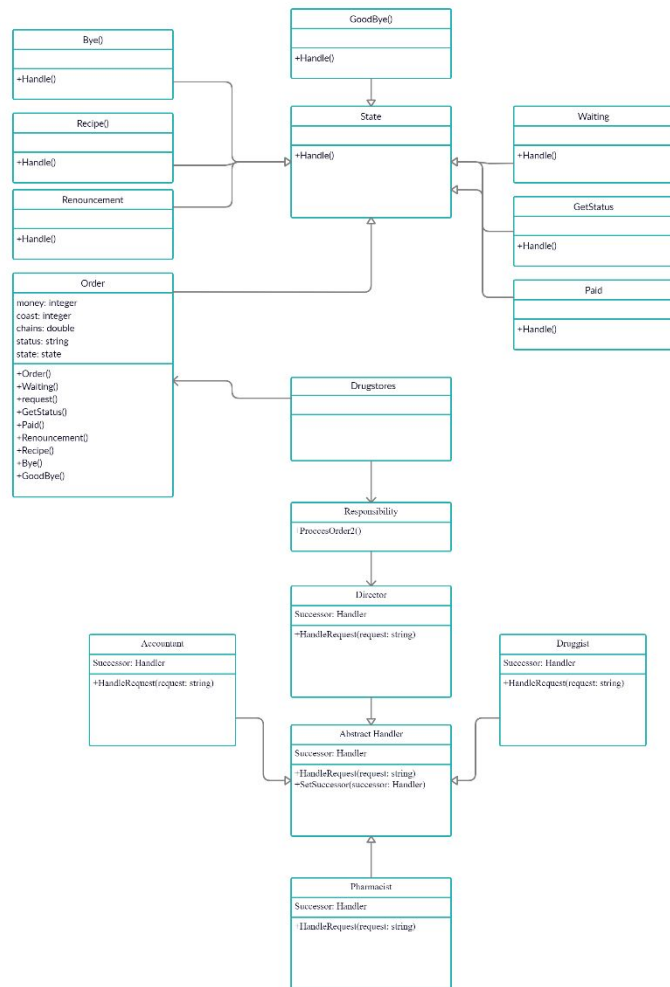 GoodBye()
+Handle()
Bye()
+Handle()
Recipe()
+Handle()
Renouncement
+Handle()
State
+Handle()
Waiting
+Handle()
GetStatus
+Handle()
Paid
+Handle()
Order
money: integer
coast: integer
chains: double
status: string
state: state
+Order()
+Waiting()
+request()
+GetStatus()
+Paid()
+Renouncement()
+Recipe()
+Bye()
+GoodBye()
Drugstores
Responsibility
+ProccesOrder2()
Director
Successor: Handler
+HandleRequest(request: string)
Accountant
Successor: Handler
+HandleRequest(request: string)
Druggist
Successor: Handler
+HandleRequest(request: string)
Abstract Handler
Successor: Handler
+HandleRequest(request: string)
+SetSuccessor(successor: Handler)
Pharmacist
Successor: Handler
+HandleRequest(request: string)